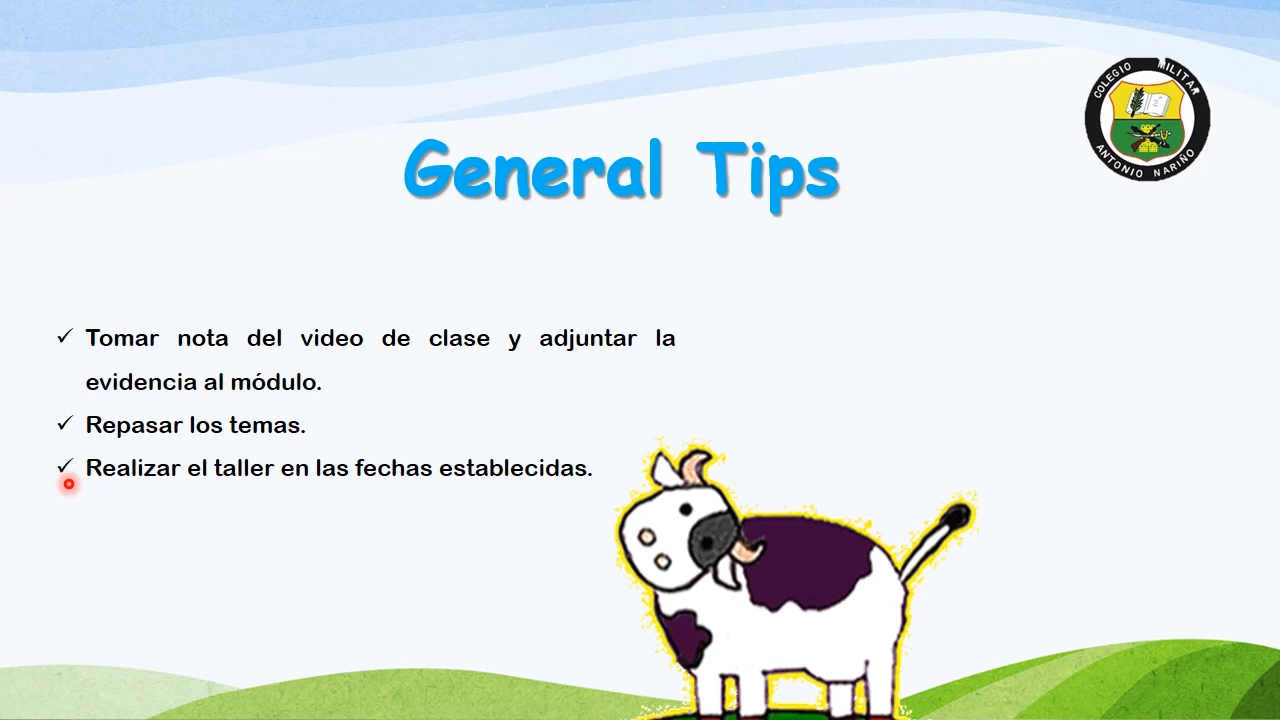 COLEGIO MILITAR
ANTONIO NARIÑO
General Tips
✓ Tomar nota del video de clase y adjuntar la
evidencia al módulo.
✓ Repasar los temas.
✓ Realizar el taller en las fechas establecidas.